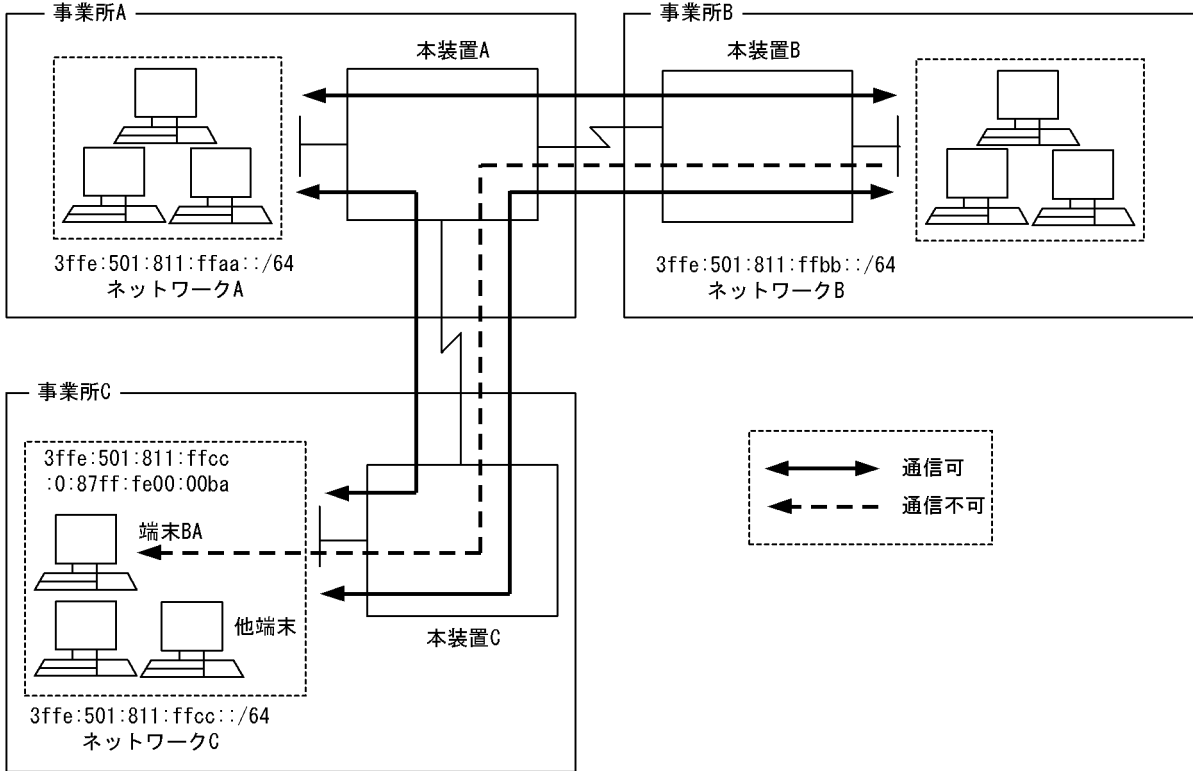 事業所A
事業所B
本装置A
本装置B
3ffe:501:811:ffaa::/64
ネットワークA
3ffe:501:811:ffbb::/64
ネットワークB
事業所C
3ffe:501:811:ffcc
:0:87ff:fe00:00ba
端末BA
他端末
本装置C
3ffe:501:811:ffcc::/64
ネットワークC
通信可
通信不可